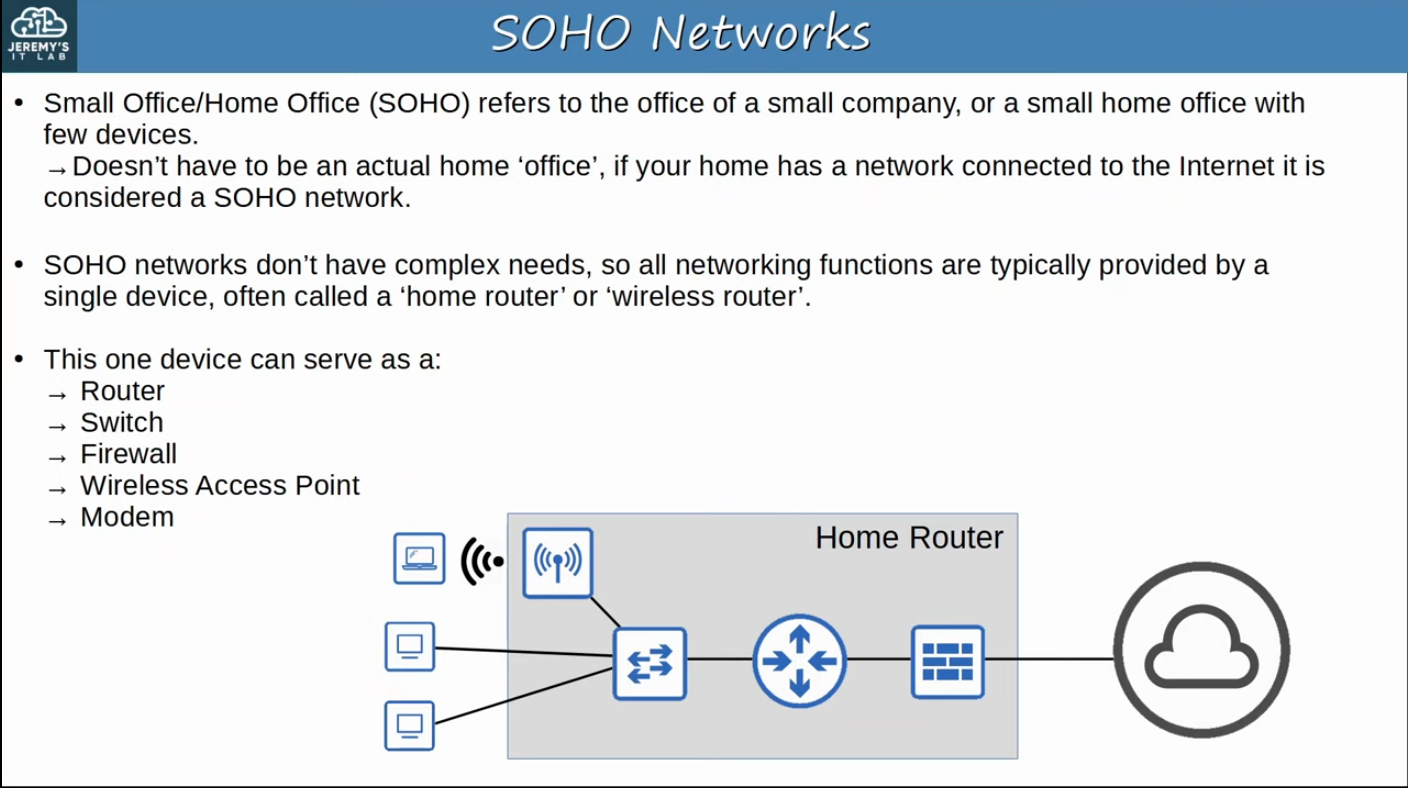 JEREMY'S
IT LAB
SOHO Networks
• Small Office/Home Office (SOHO) refers to the office of a small company, or a small home office with
few devices.
→Doesn’t have to be an actual home ‘office’, if your home has a network connected to the Internet it is
considered a SOHO network.
• SOHO networks don’t have complex needs, so all networking functions are typically provided by a
single device, often called a ‘home router’ or ‘wireless router’.
• This one device can serve as a:
→ Router
→ Switch
→ Firewall
→ Wireless Access Point
→ Modem
Home Router